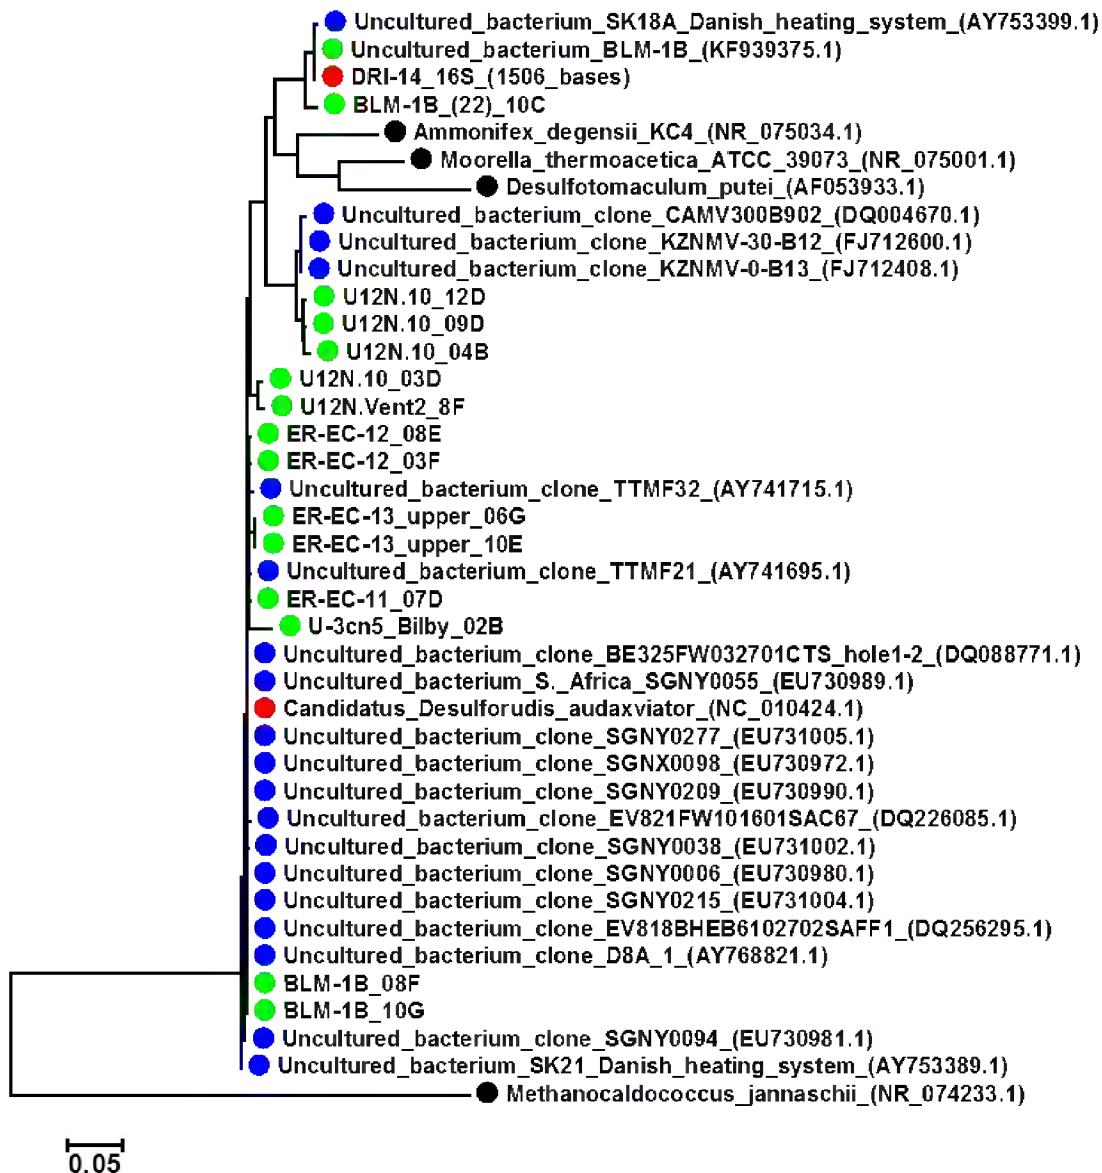 Uncultured_bacterium_SK18A_Danish_heating_system_(AY753399.1)
Uncultured_bacterium_BLM-1B_(KF939375.1)
DRI-14_16S_(1506_bases)
BLM-1B_(22)_10C
Ammonifex_degensii_KC4_(NR_075034.1)
Moorella_thermoacetica_ATCC_39073_(NR_075001.1)
Desulfotomaculum_putei_(AF053933.1)
Uncultured_bacterium_clone_CAMV300B902_(DQ004670.1)
Uncultured_bacterium_clone_KZNMV-30-B12_(FJ712600.1)
Uncultured_bacterium_clone_KZNMV-0-B13_(FJ712408.1)
U12N.10_12D
U12N.10_09D
U12N.10_04B
U12N.10_03D
U12N.Vent2_8F
ER-EC-12_08E
ER-EC-12_03F
Uncultured_bacterium_clone_TTMF32_(AY741715.1)
ER-EC-13_upper_06G
ER-EC-13_upper_10E
Uncultured_bacterium_clone_TTMF21_(AY741695.1)
ER-EC-11_07D
U-3cn5_Bilby_02B
Uncultured_bacterium_clone_BE325FW032701CTS_hole1-2_(DQ088771.1)
Uncultured_bacterium_S._Africa_SGNY0055_(EU730989.1)
Candidatus_Desulforudis_audaxviator_(NC_010424.1)
Uncultured_bacterium_clone_SGNY0277_(EU731005.1)
Uncultured_bacterium_clone_SGNX0098_(EU730972.1)
Uncultured_bacterium_clone_SGNY0209_(EU730990.1)
Uncultured_bacterium_clone_EV821FW101601SAC67_(DQ226085.1)
Uncultured_bacterium_clone_SGNY0038_(EU731002.1)
Uncultured_bacterium_clone_SGNY0006_(EU730980.1)
Uncultured_bacterium_clone_SGNY0215_(EU731004.1)
Uncultured_bacterium_clone_EV818BHEB6102702SAFF1_(DQ256295.1)
Uncultured_bacterium_clone_D8A_1_(AY768821.1)
BLM-1B_08F
BLM-1B_10G
Uncultured_bacterium_clone_SGNY0094_(EU730981.1)
Uncultured_bacterium_SK21_Danish_heating_system_(AY753389.1)
Methanocaldococcus_jannaschii_(NR_074233.1)
0.05